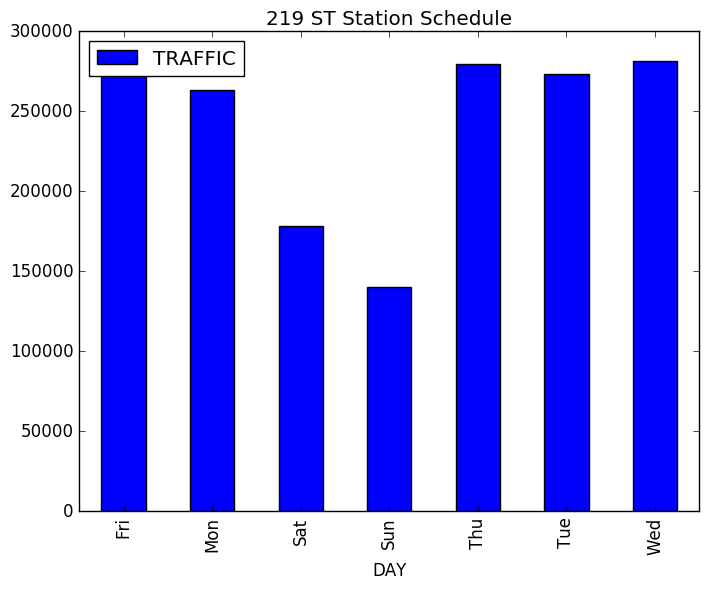 219 ST Station Schedule
300000
250000
200000
150000
100000
50000
0
TRAFFIC
Fri
Mon
Sat
Sun
Thu
Tue
Wed
DAY